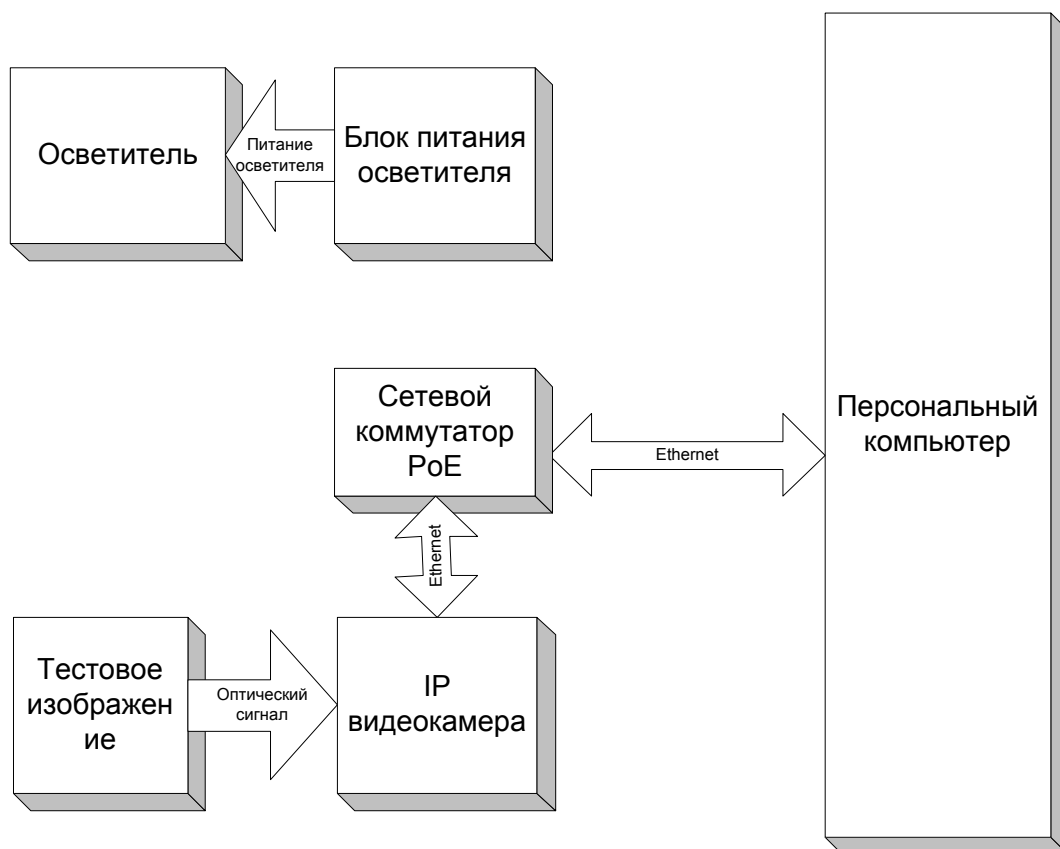 Осветитель
Питание
осветителя
Блок питания
осветителя
Сетевой
коммутатор
PoE
Ethernet
Персональный
компьютер
Ethernet
Тестовое
изображен
ие
Оптический
сигнал
IP
видеокамера